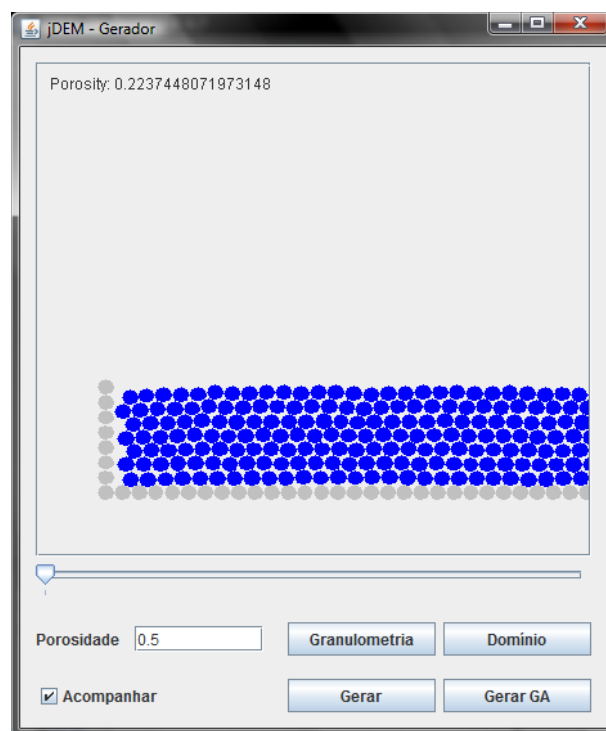 jDEM - Gerador
Porosity: 0.2237448071973148
Porosidade 0.5 Granulometria Domínio
Acompanhar Gerar Gerar GA